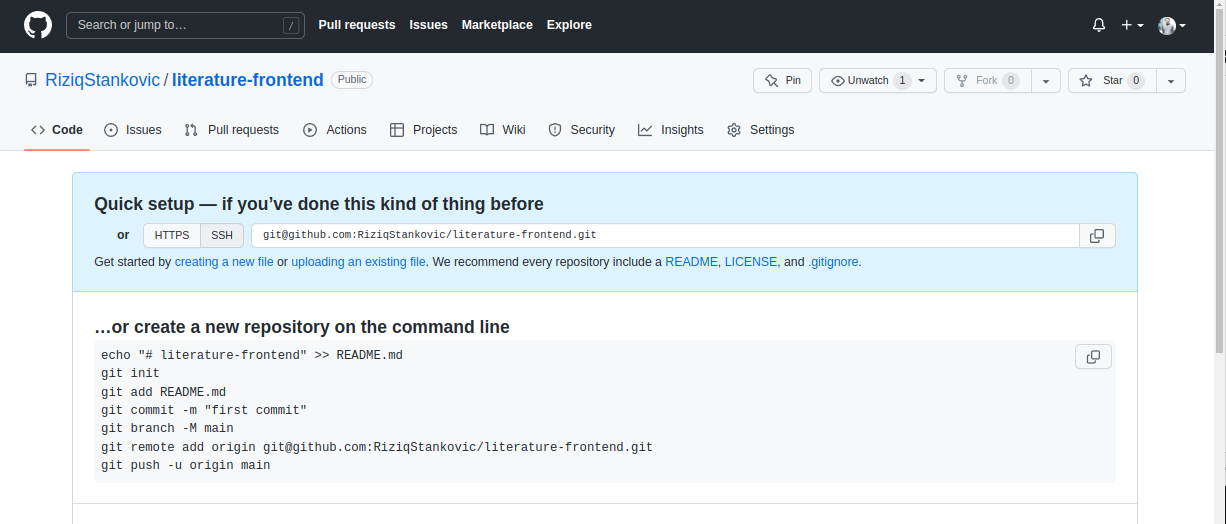 Search or jump to… / Pull requests Issues Marketplace Explore
RiziqStankovic / literature-frontend Public Pin Unwatch 1 Fork 0 Star 0
Code Issues Pull requests Actions Projects Wiki Security Insights Settings
Quick setup — if you’ve done this kind of thing before
or HTTPS SSH git@github.com:RiziqStankovic/literature-frontend.git
Get started by creating a new file or uploading an existing file. We recommend every repository include a README, LICENSE, and .gitignore.
…or create a new repository on the command line
echo "# literature-frontend" >> README.md
git init
git add README.md
git commit -m "first commit"
git branch -M main
git remote add origin git@github.com:RiziqStankovic/literature-frontend.git
git push -u origin main